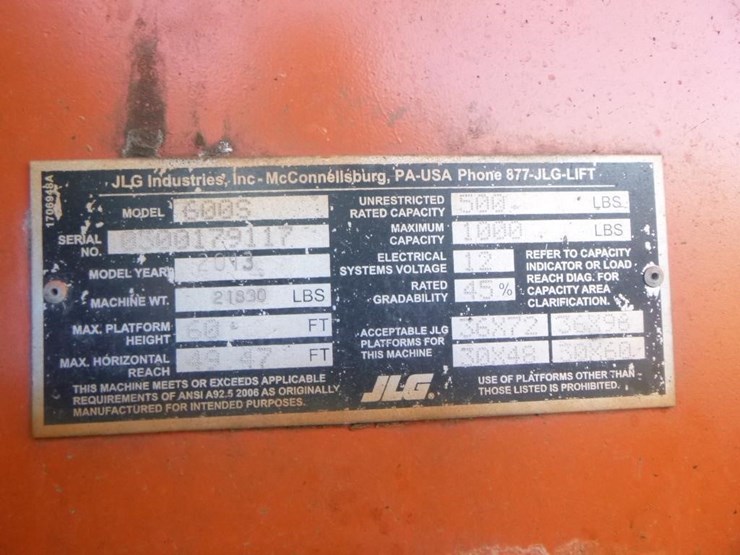 1706948A
JLG Industries, Inc - McConnellsburg, PA-USA Phone 877-JLG-LIFT
MODEL 600S
SERIAL NO. 0300179117
MODEL YEAR 2013
MACHINE WT. LBS
MAX. PLATFORM HEIGHT 60 FT
MAX. HORIZONTAL REACH 49.47 FT
THIS MACHINE MEETS OR EXCEEDS APPLICABLE
REQUIREMENTS OF ANSI A92.5 2006 AS ORIGINALLY
MANUFACTURED FOR INTENDED PURPOSES.
UNRESTRICTED RATED CAPACITY 500 LBS.
MAXIMUM CAPACITY 1000 LBS
ELECTRICAL SYSTEMS VOLTAGE 12
RATED GRADABILITY 45 %
REFER TO CAPACITY
INDICATOR OR LOAD
REACH DIAG. FOR
CAPACITY AREA
CLARIFICATION.
ACCEPTABLE JLG
PLATFORMS FOR
THIS MACHINE
36X72 36X96
30X48 30X60
JLG
USE OF PLATFORMS OTHER THAN
THOSE LISTED IS PROHIBITED.